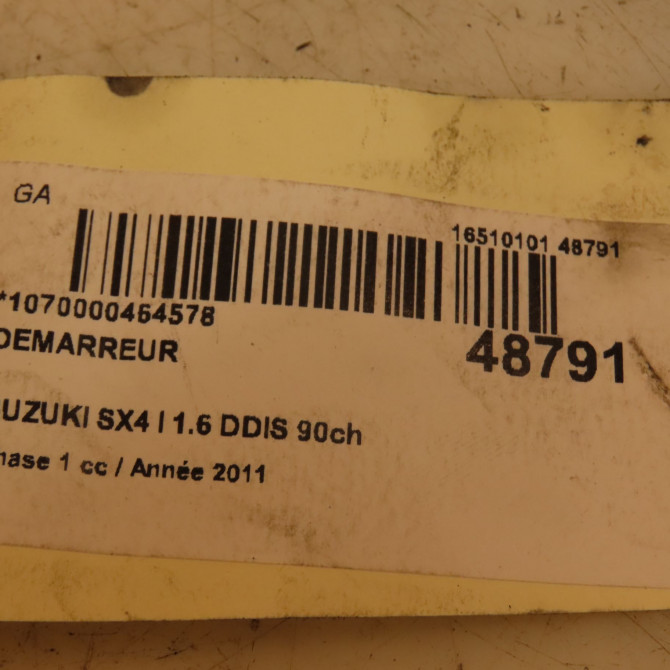 GA
16510101 48791
*1070000464578
48791
DEMARREUR
UZUKI SX4 I 1.6 DDIS 90ch
hase 1 cc / Année 2011